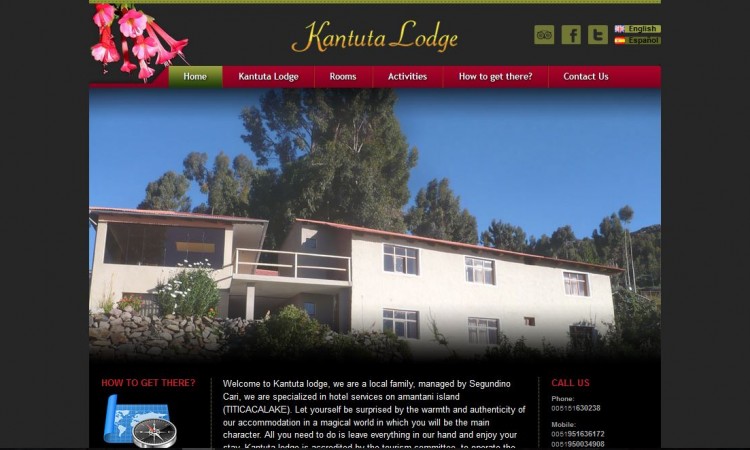 Kantuta Lodge
English
Español
Home Kantuta Lodge Rooms Activities How to get there? Contact Us
HOW TO GET THERE?
Welcome to Kantuta lodge, we are a local family, managed by Segundino
Cari, we are specialized in hotel services on amantani island
(TITICACALAKE). Let yourself be surprised by the warmth and authenticity of
our accommodation in a magical world in which you will be the main
character. All you need to do is leave everything in our hand and enjoy your
stay. Kantuta lodge is accredited by the tourism committee, to operate the
CALL US
Phone:
005151630238
Mobile:
0051951636172
0051950034908